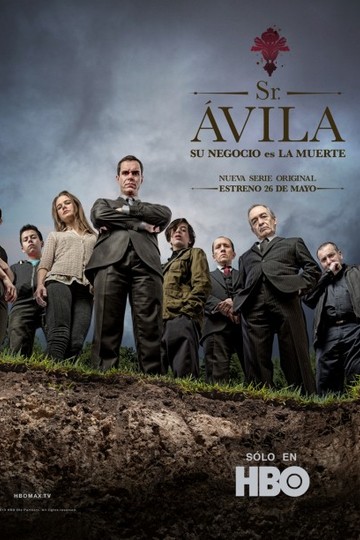 Sr.
ÁVILA
SU NEGOCIO es LA MUERTE
NUEVA SERIE ORIGINAL
ESTRENO 26 DE MAYO
SÓLO EN
HBO
HBOMAX.TV